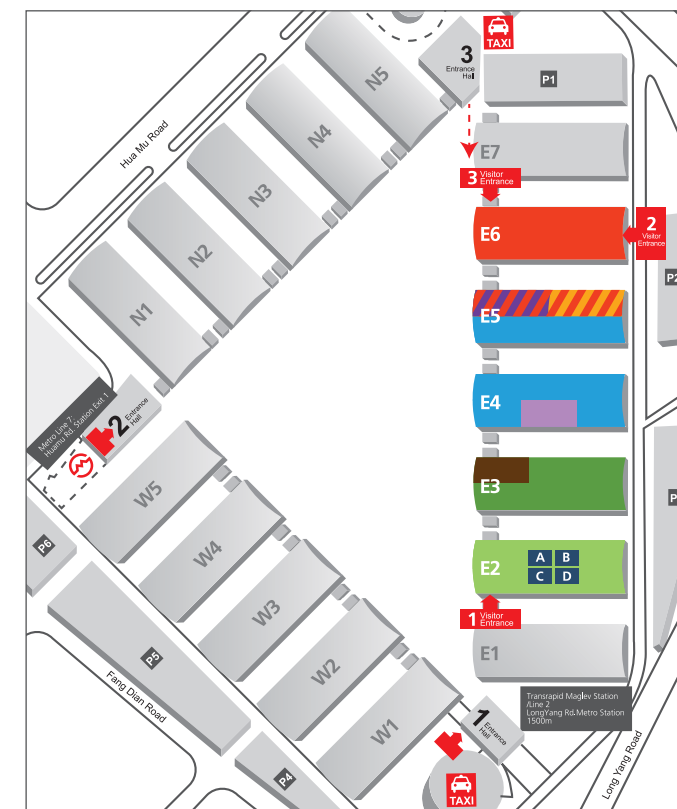 TAXI
3
Entrance
Hall
N5
P1
Hua Mu Road
N4
E7
N3
3 Visitor
Entrance
2
Visitor
Entrance
E6
N2
P2
N1
E5
Metro Line 7:
Huamu Rd. Station Exit 1
2
Entrance
Hall
E4
W5
E3
P
P6
W4
E2
A B
C D
W3
1 Visitor
Entrance
P5
E1
W2
Fang Dian Road
Transrapid Maglev Station
/Line 2
LongYang Rd.Metro Station
1500m
W1
1
Entrance
Hall
Long Yang Road
P4
TAXI